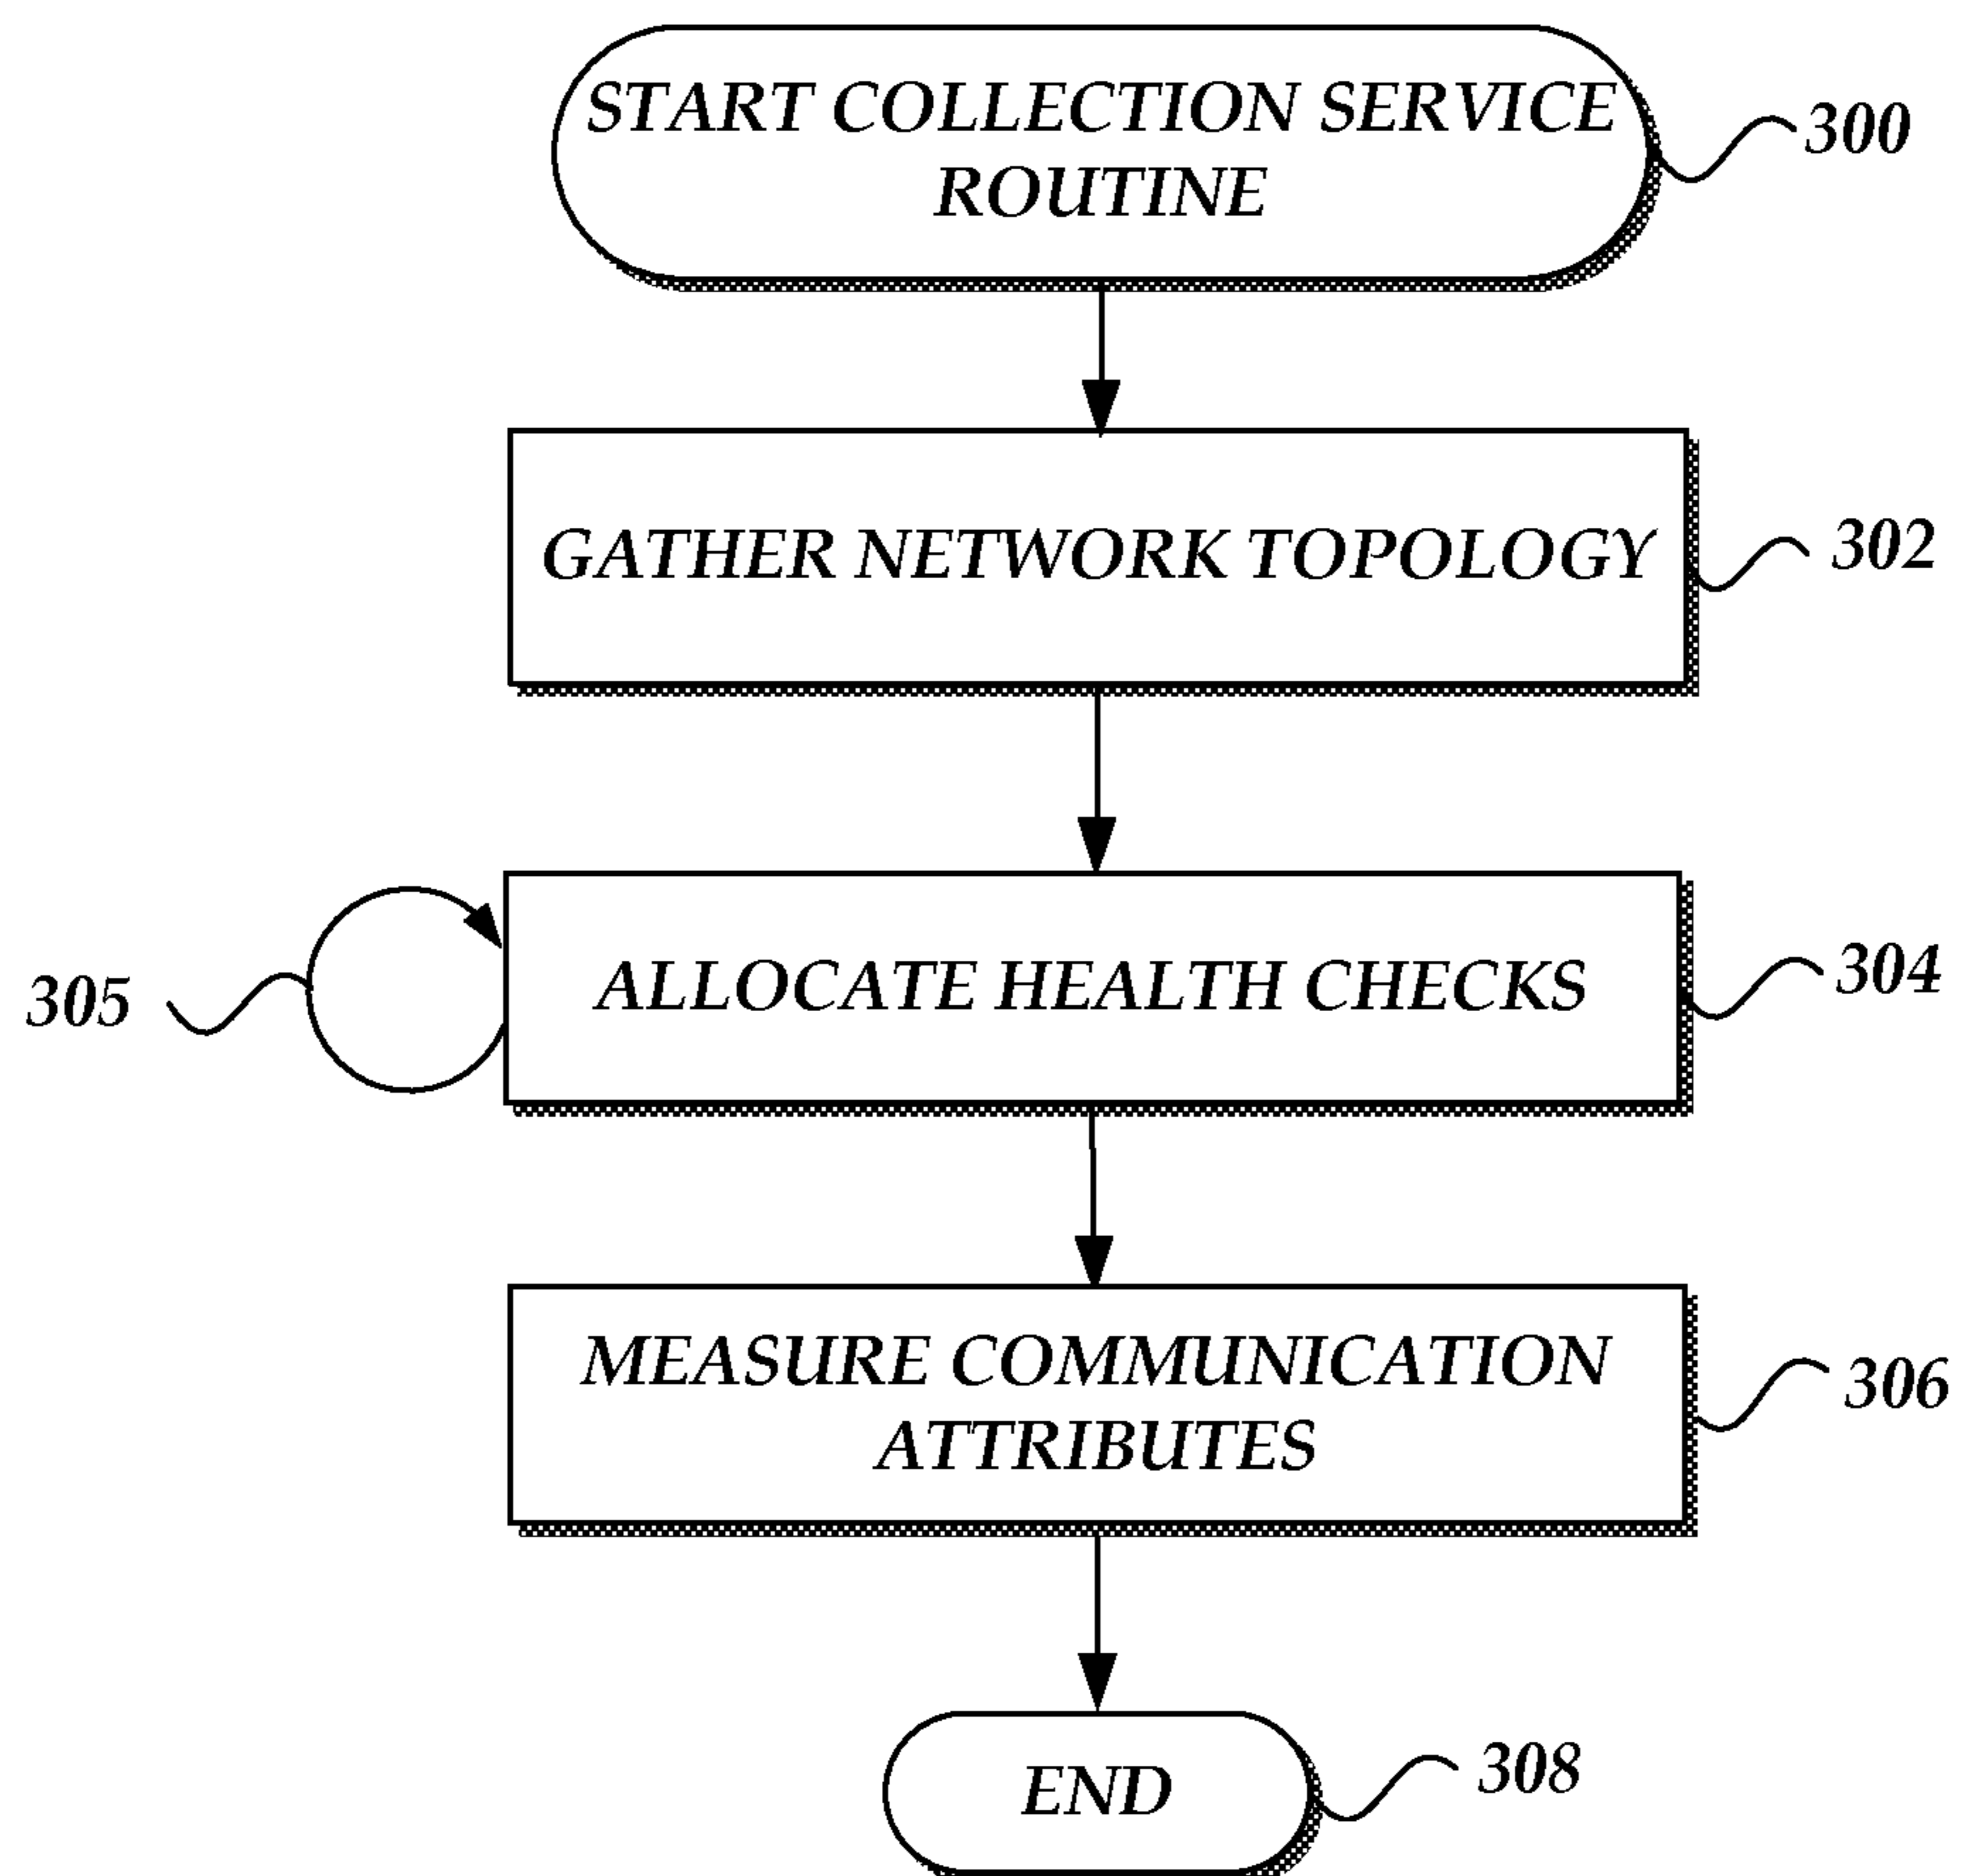 START COLLECTION SERVICE
ROUTINE
300
GATHER NETWORK TOPOLOGY
302
305
ALLOCATE HEALTH CHECKS
304
MEASURE COMMUNICATION
ATTRIBUTES
306
END
308